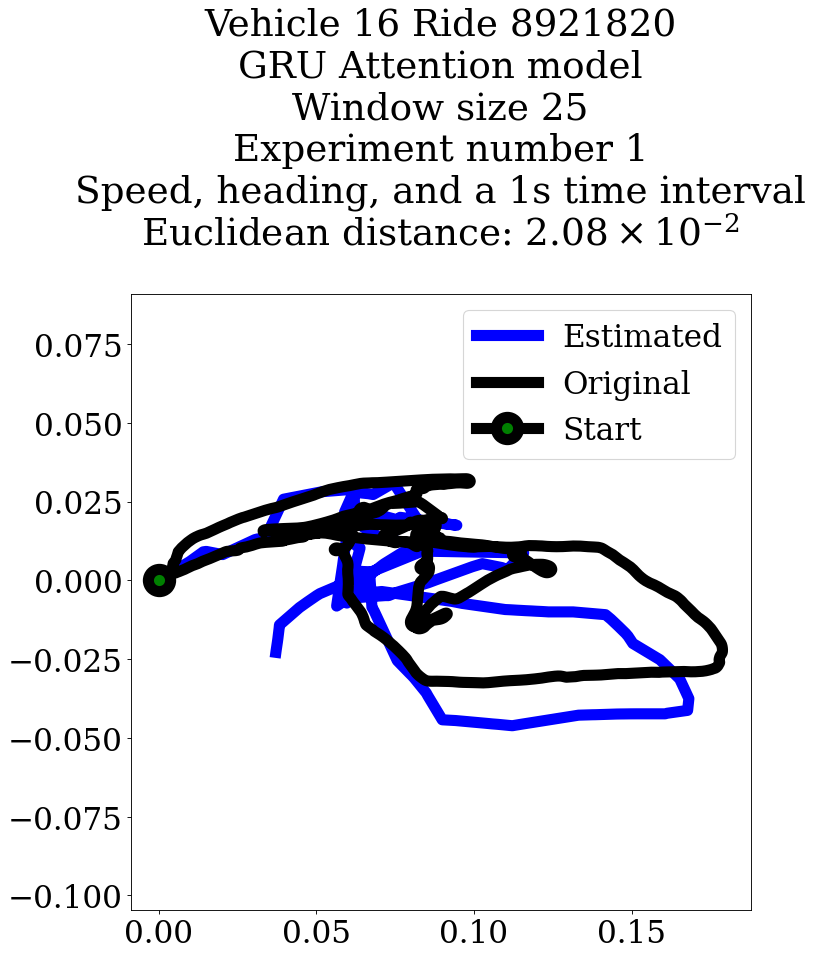 Vehicle 16 Ride 8921820
GRU Attention model
Window size 25
Experiment number 1
Speed, heading, and a 1s time interval
Euclidean distance: 2.08 × 10⁻²
Estimated
Original
Start
0.075
0.050
0.025
0.000
−0.025
−0.050
−0.075
−0.100
0.00 0.05 0.10 0.15